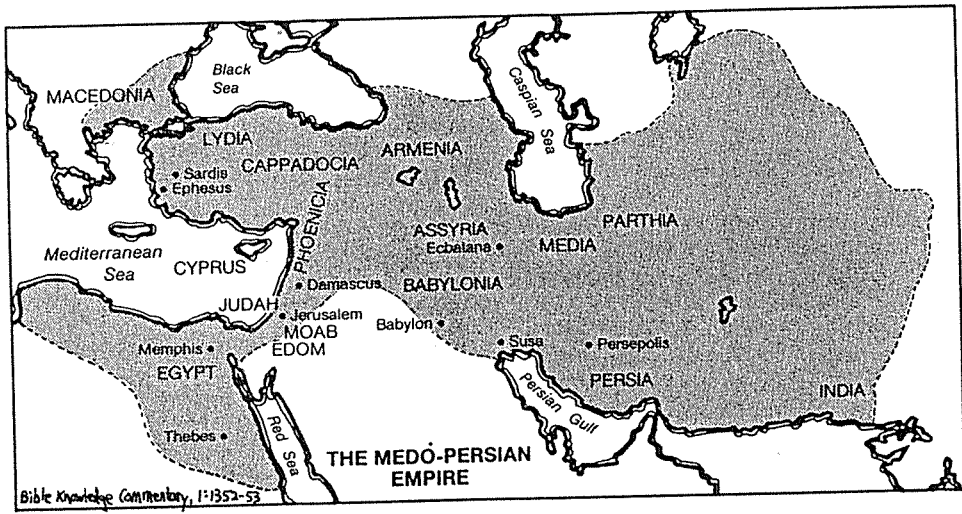 Black
Sea
MACEDONIA
Caspian Sea
LYDIA
CAPPADOCIA
ARMENIA
Sardis
Ephesus
PHOENICIA
PARTHIA
ASSYRIA
Ecbatana
MEDIA
Mediterranean
Sea
CYPRUS
Damascus
BABYLONIA
JUDAH
Jerusalem
MOAB
EDOM
Babylon
Memphis
Susa
Persepolis
EGYPT
PERSIA
Persian Gulf
INDIA
Red
Sea
Thebes
THE MEDO-PERSIAN
EMPIRE
Bible Knowledge Commentary, 1:1352-53